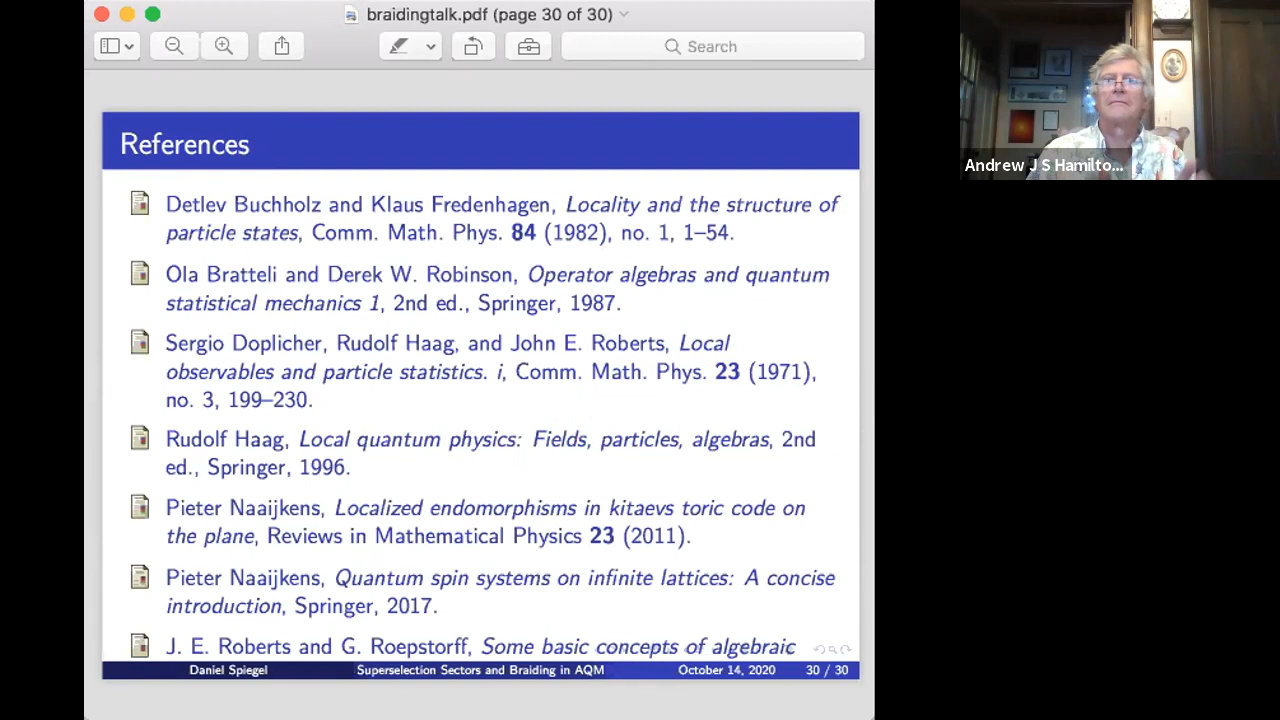 braidingtalk.pdf (page 30 of 30)
Search
References
Detlev Buchholz and Klaus Fredenhagen, Locality and the structure of
particle states, Comm. Math. Phys. 84 (1982), no. 1, 1–54.
Ola Bratteli and Derek W. Robinson, Operator algebras and quantum
statistical mechanics 1, 2nd ed., Springer, 1987.
Sergio Doplicher, Rudolf Haag, and John E. Roberts, Local
observables and particle statistics. i, Comm. Math. Phys. 23 (1971),
no. 3, 199–230.
Rudolf Haag, Local quantum physics: Fields, particles, algebras, 2nd
ed., Springer, 1996.
Pieter Naaijkens, Localized endomorphisms in kitaevs toric code on
the plane, Reviews in Mathematical Physics 23 (2011).
Pieter Naaijkens, Quantum spin systems on infinite lattices: A concise
introduction, Springer, 2017.
J. E. Roberts and G. Roepstorff, Some basic concepts of algebraic
Daniel Spiegel Superselection Sectors and Braiding in AQM October 14, 2020 30 / 30
Andrew J S Hamilto...